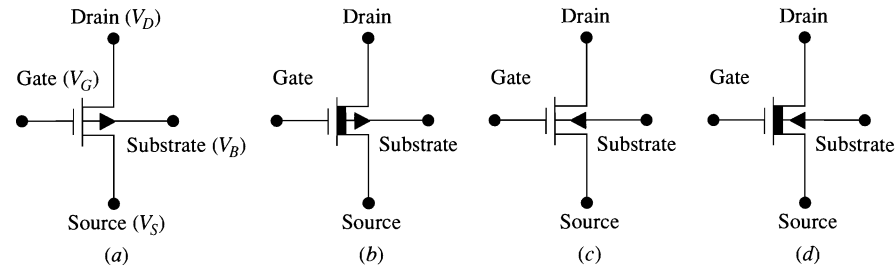 Drain (V_D)
Gate (V_G)
Substrate (V_B)
Source (V_S)
(a)
Drain
Gate
Substrate
Source
(b)
Drain
Gate
Substrate
Source
(c)
Drain
Gate
Substrate
Source
(d)